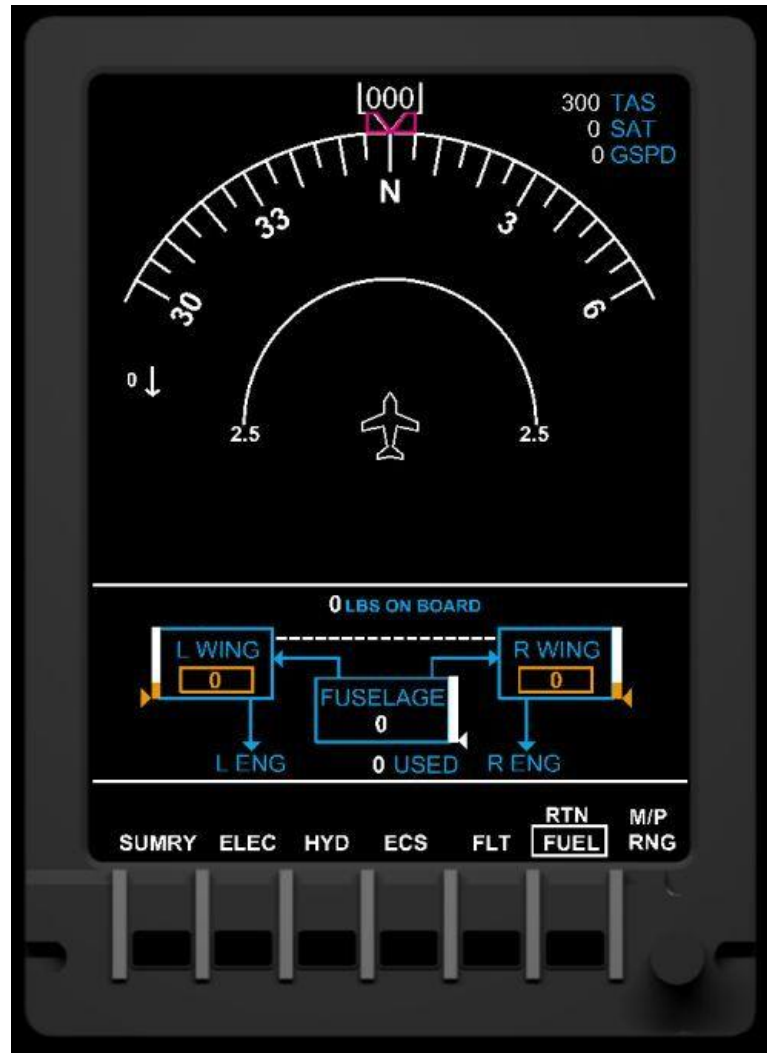 000
300 TAS
0 SAT
0 GSPD
N
33
3
30
6
0
2.5
2.5
0 LBS ON BOARD
L WING
R WING
0
0
FUSELAGE
0
L ENG
0 USED
R ENG
RTN
M/P
SUMRY ELEC HYD ECS FLT FUEL RNG